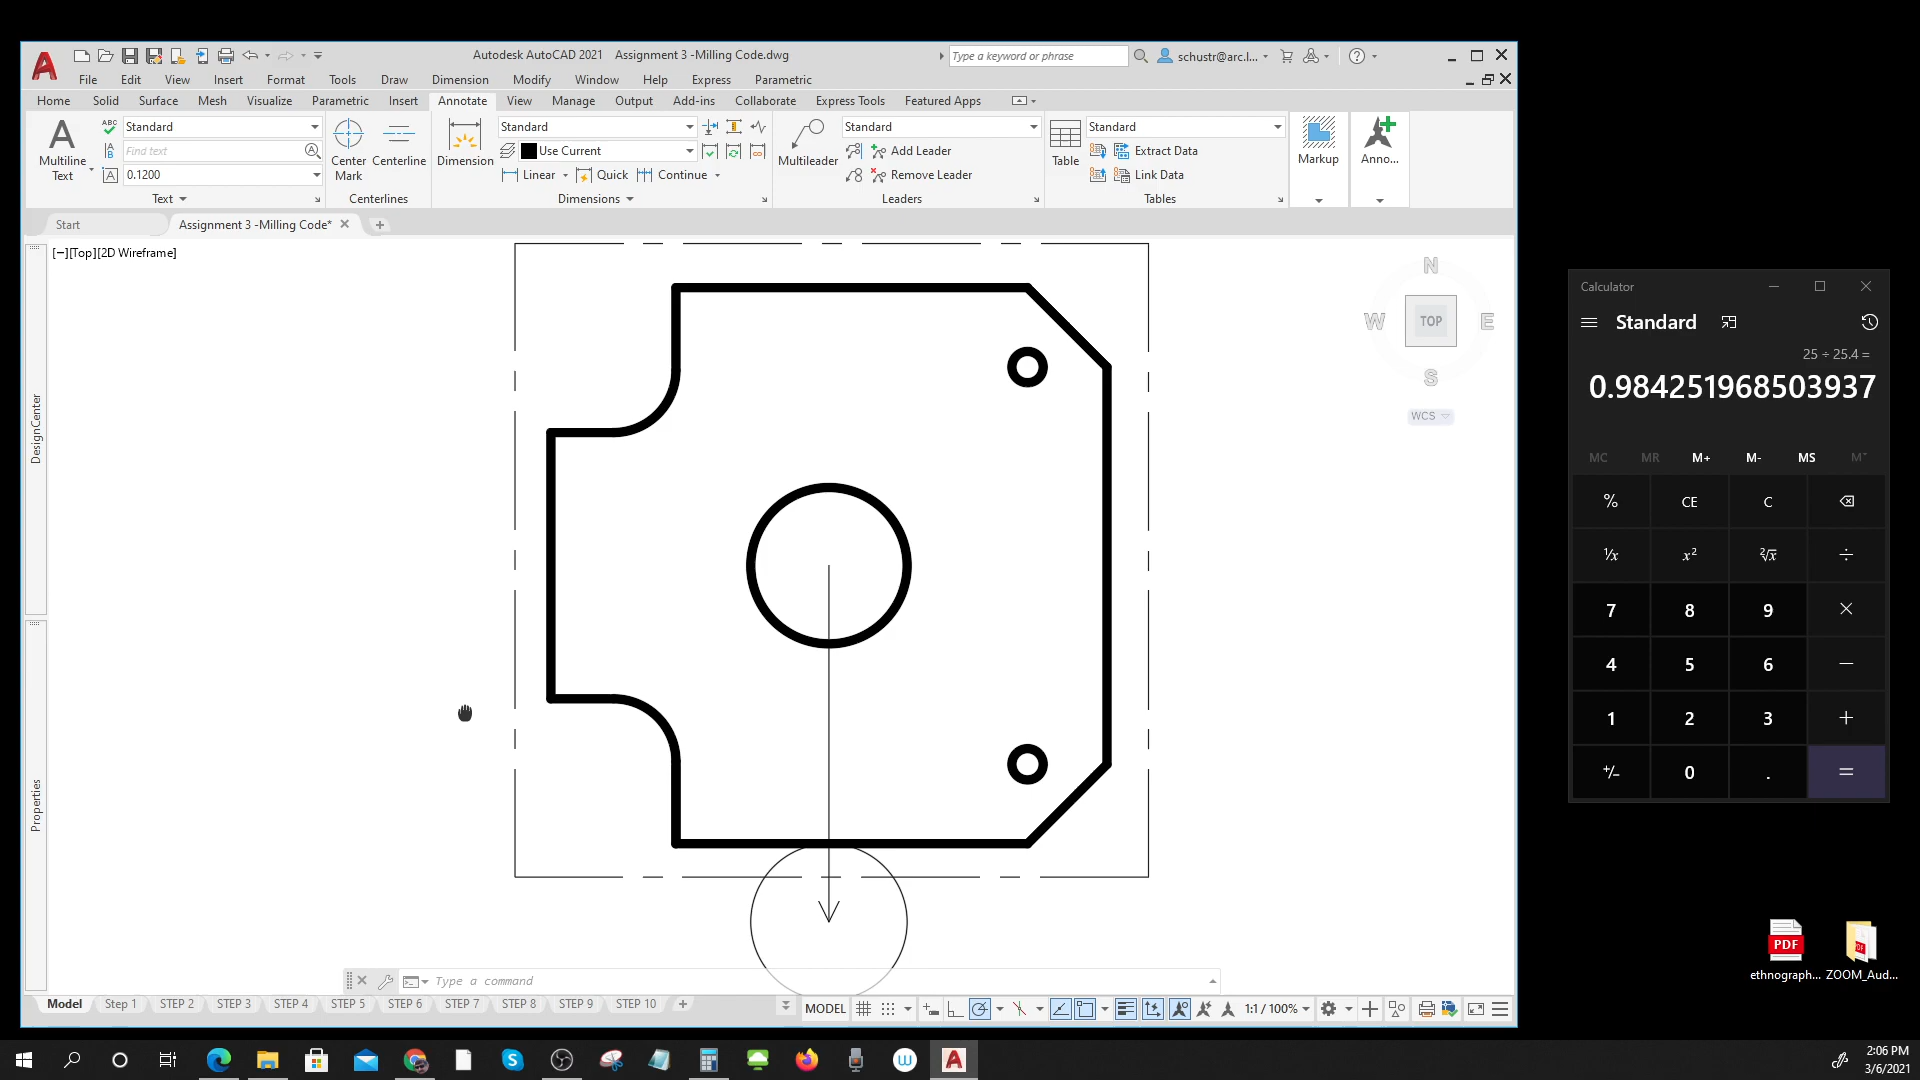 Autodesk AutoCAD 2021 Assignment 3 -Milling Code.dwg
Type a keyword or phrase
schustr@arc.l...
File Edit View Insert Format Tools Draw Dimension Modify Window Help Express Parametric
Home Solid Surface Mesh Visualize Parametric Insert Annotate View Manage Output Add-ins Collaborate Express Tools Featured Apps
A
Multiline
Text
ABC
Standard
Find text
0.1200
Text
Center
Mark
Centerline
Centerlines
Dimension
Standard
Use Current
Linear Quick Continue
Dimensions
Multileader
Standard
Add Leader
Remove Leader
Leaders
Table
Standard
Extract Data
Link Data
Tables
Markup
Anno...
Start Assignment 3 -Milling Code*
[−][Top][2D Wireframe]
DesignCenter
Properties
N
W TOP E
S
WCS
Type a command
Model Step 1 STEP 2 STEP 3 STEP 4 STEP 5 STEP 6 STEP 7 STEP 8 STEP 9 STEP 10
MODEL 1:1 / 100%
Calculator
Standard
25 ÷ 25.4 =
0.984251968503937
MC MR M+ M- MS M˅
% CE C
¹/x x² ²√x ÷
7 8 9 ×
4 5 6 −
1 2 3 +
+/− 0 . =
PDF
ethnograph... ZOOM_Aud...
2:06 PM
3/6/2021